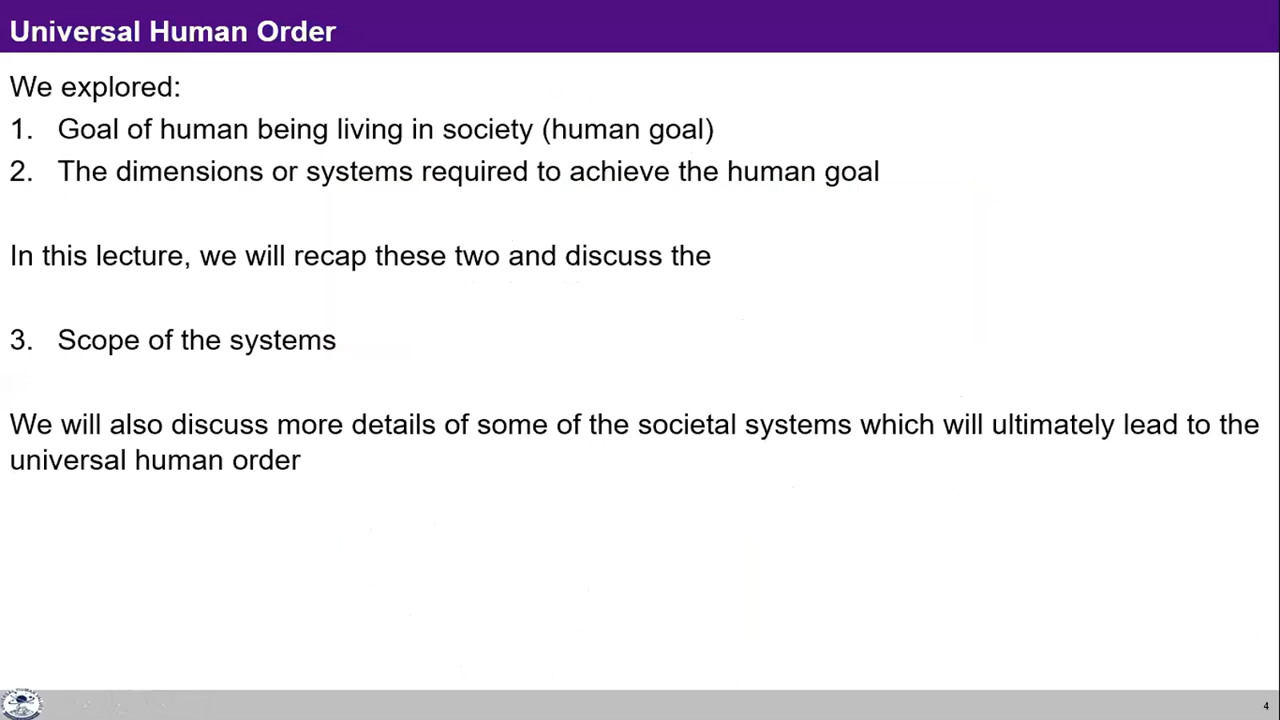 Universal Human Order
We explored:
1. Goal of human being living in society (human goal)
2. The dimensions or systems required to achieve the human goal
In this lecture, we will recap these two and discuss the
3. Scope of the systems
We will also discuss more details of some of the societal systems which will ultimately lead to the
universal human order
4